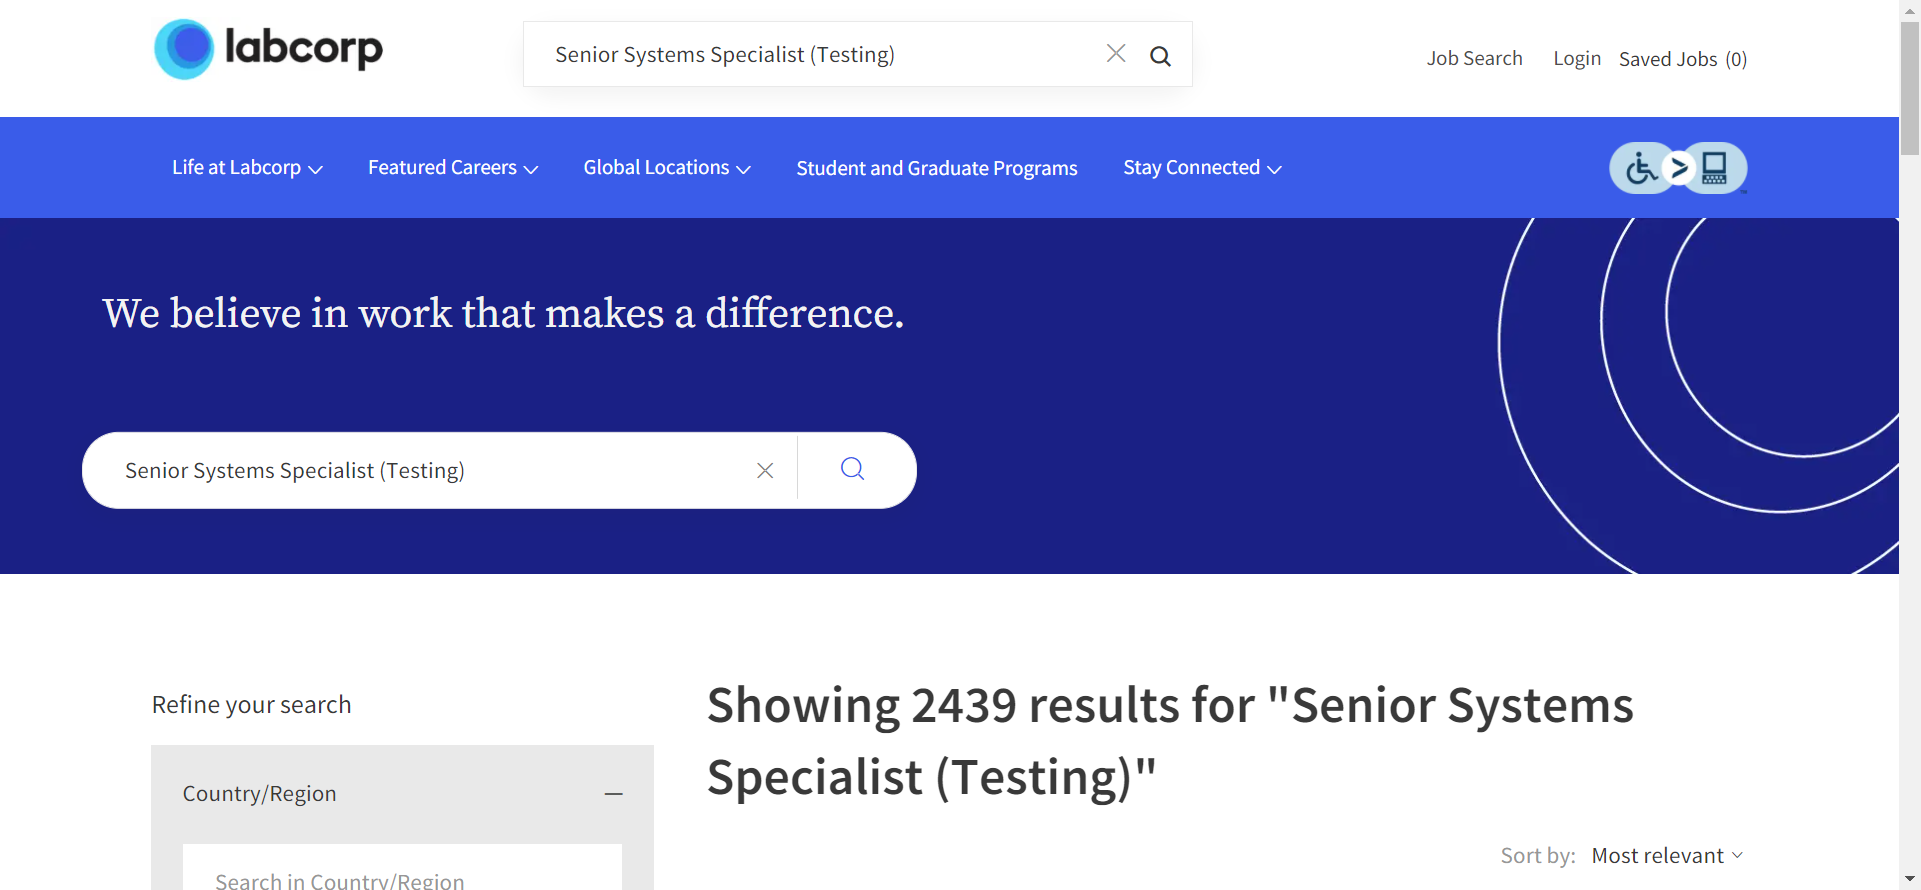 labcorp
Senior Systems Specialist (Testing)
Job Search
Login
Saved Jobs (0)
Life at Labcorp
Featured Careers
Global Locations
Student and Graduate Programs
Stay Connected
We believe in work that makes a difference.
Senior Systems Specialist (Testing)
Refine your search
Country/Region
Search in Country/Region
Showing 2439 results for "Senior Systems
Specialist (Testing)"
Sort by: Most relevant